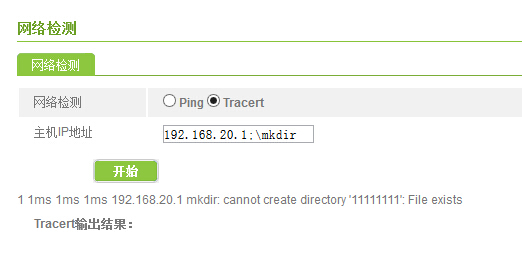 网络检测
网络检测
网络检测 Ping Tracert
主机IP地址 192.168.20.1;\mkdir
开始
1 1ms 1ms 1ms 192.168.20.1 mkdir: cannot create directory '11111111': File exists
Tracert输出结果：